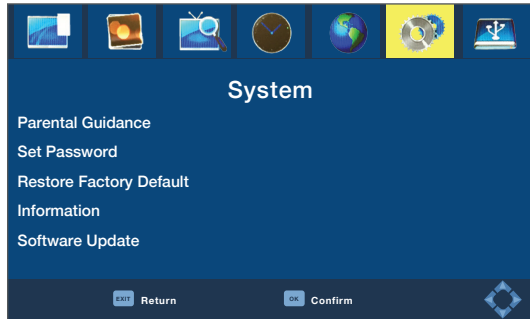 System
Parental Guidance
Set Password
Restore Factory Default
Information
Software Update
EXIT Return OK Confirm